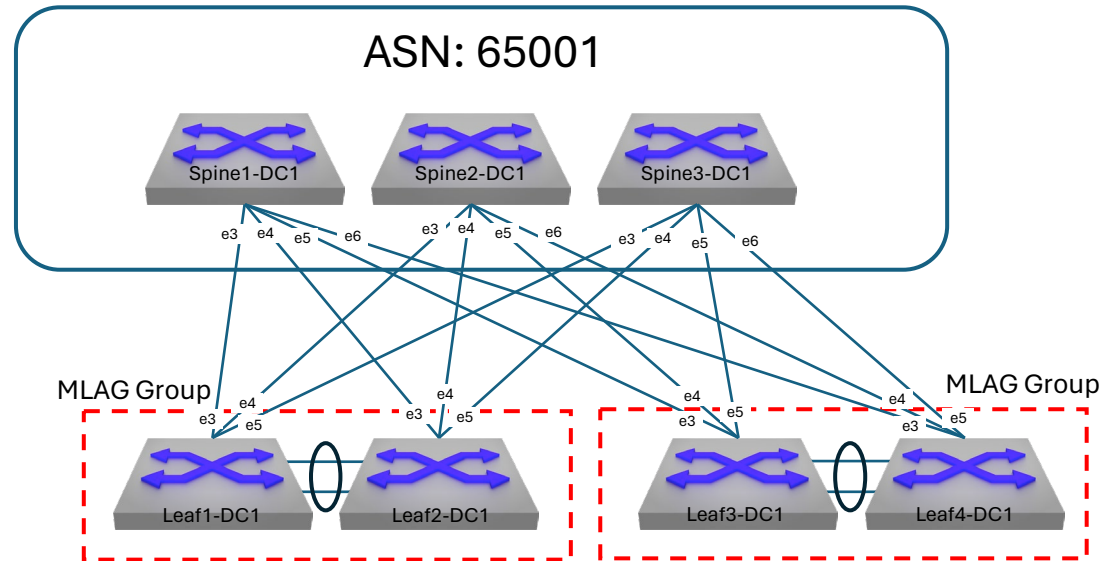 ASN: 65001
Spine1-DC1 Spine2-DC1 Spine3-DC1
e3 e4 e5 e6 e3 e4 e5 e6 e3 e4 e5 e6
MLAG Group MLAG Group
e3 e4 e5 e3 e4 e5 e3 e4 e5 e3 e4 e5
Leaf1-DC1 Leaf2-DC1 Leaf3-DC1 Leaf4-DC1